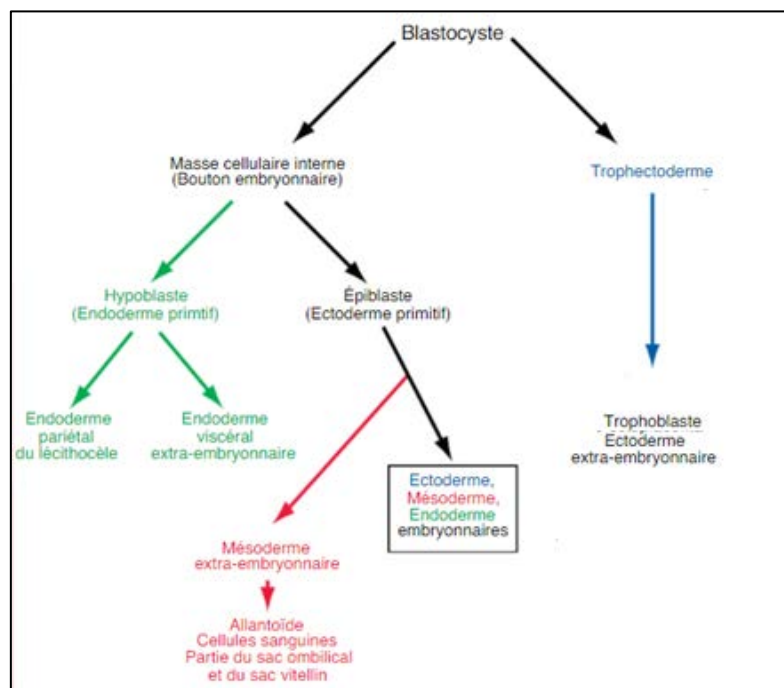 Blastocyste
Masse cellulaire interne
(Bouton embryonnaire)
Trophectoderme
Hypoblaste
(Endoderme primtif)
Épiblaste
(Ectoderme primitif)
Endoderme
pariétal
du lécithocèle
Endoderme
viscéral
extra-embryonnaire
Trophoblaste
Ectoderme
extra-embryonnaire
Ectoderme,
Mésoderme,
Endoderme
embryonnaires
Mésoderme
extra-embryonnaire
Allantoïde
Cellules sanguines
Partie du sac ombilical
et du sac vitellin